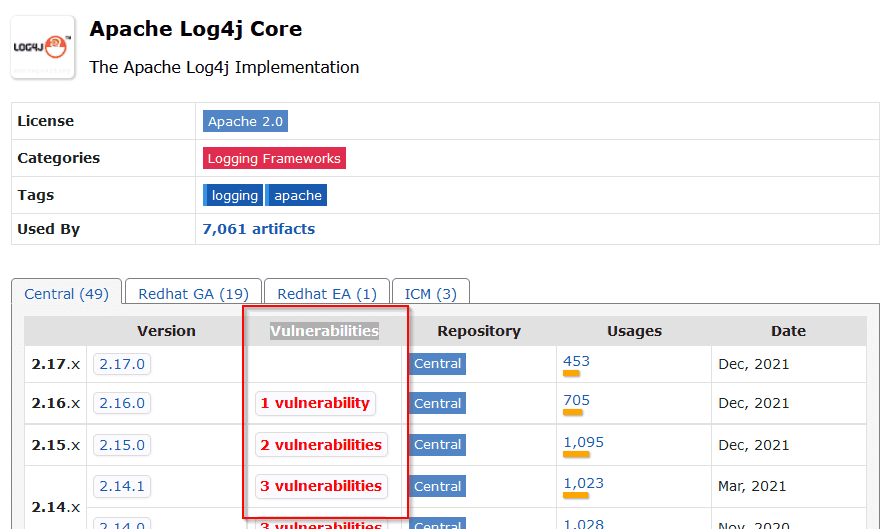 Apache Log4j Core
LOG4J TM
The Apache Log4j Implementation
License Apache 2.0
Categories Logging Frameworks
Tags logging apache
Used By 7,061 artifacts
Central (49) Redhat GA (19) Redhat EA (1) ICM (3)
Version Vulnerabilities Repository Usages Date
2.17.x 2.17.0 Central 453 Dec, 2021
2.16.x 2.16.0 1 vulnerability Central 705 Dec, 2021
2.15.x 2.15.0 2 vulnerabilities Central 1,095 Dec, 2021
2.14.1 3 vulnerabilities Central 1,023 Mar, 2021
2.14.x
2.14.0 3 vulnerabilities Central 1,028 Nov, 2020